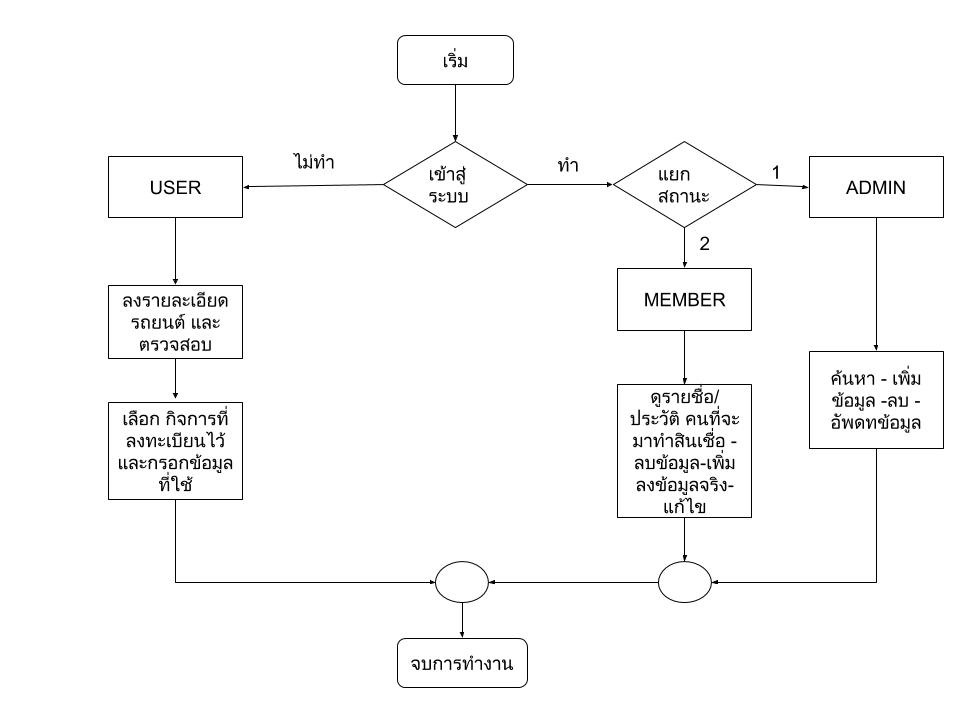 เริ่ม
ไม่ทำ
เข้าสู่
ระบบ
ทำ
แยก
สถานะ
1
USER
ADMIN
2
MEMBER
ลงรายละเอียด
รถยนต์ และ
ตรวจสอบ
เลือก กิจการที่
ลงทะเบียนไว้
และกรอกข้อมูล
ที่ใช้
ดูรายชื่อ/
ประวัติ คนที่จะ
มาทำสินเชื่อ -
ลบข้อมูล-เพิ่ม
ลงข้อมูลจริง-
แก้ไข
ค้นหา - เพิ่ม
ข้อมูล -ลบ -
อัพดทข้อมูล
จบการทำงาน